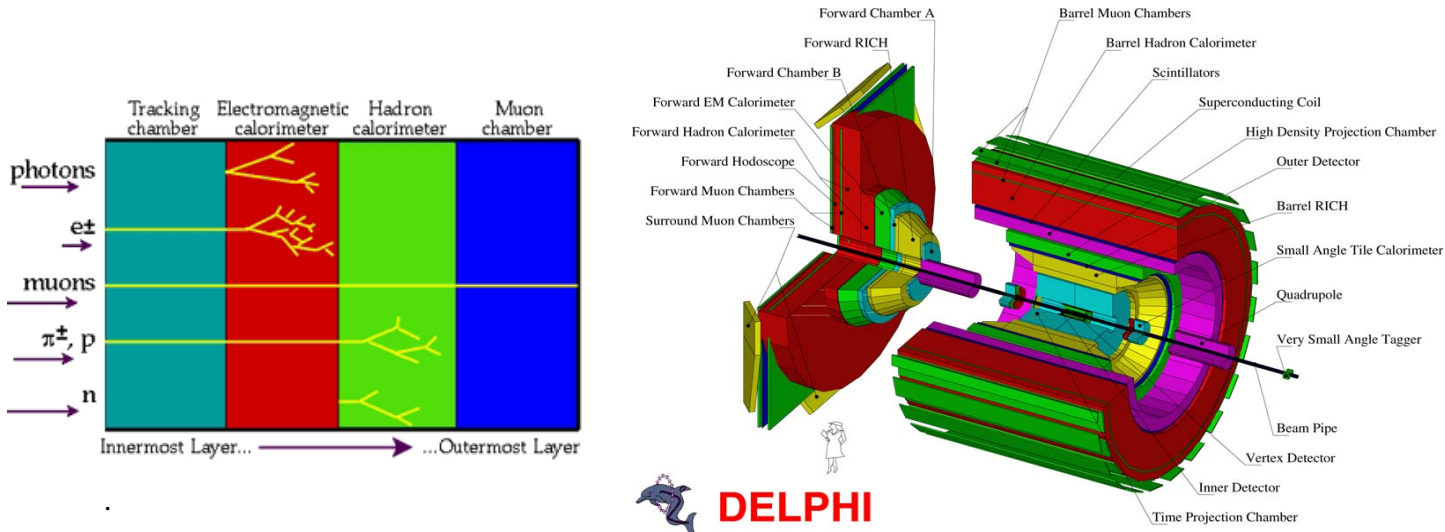 Tracking chamber
Electromagnetic calorimeter
Hadron calorimeter
Muon chamber
photons
e±
muons
π±, p
n
Innermost Layer...
...Outermost Layer
.
Forward Chamber A
Forward RICH
Forward Chamber B
Forward EM Calorimeter
Forward Hadron Calorimeter
Forward Hodoscope
Forward Muon Chambers
Surround Muon Chambers
Barrel Muon Chambers
Barrel Hadron Calorimeter
Scintillators
Superconducting Coil
High Density Projection Chamber
Outer Detector
Barrel RICH
Small Angle Tile Calorimeter
Quadrupole
Very Small Angle Tagger
Beam Pipe
Vertex Detector
Inner Detector
Time Projection Chamber
DELPHI